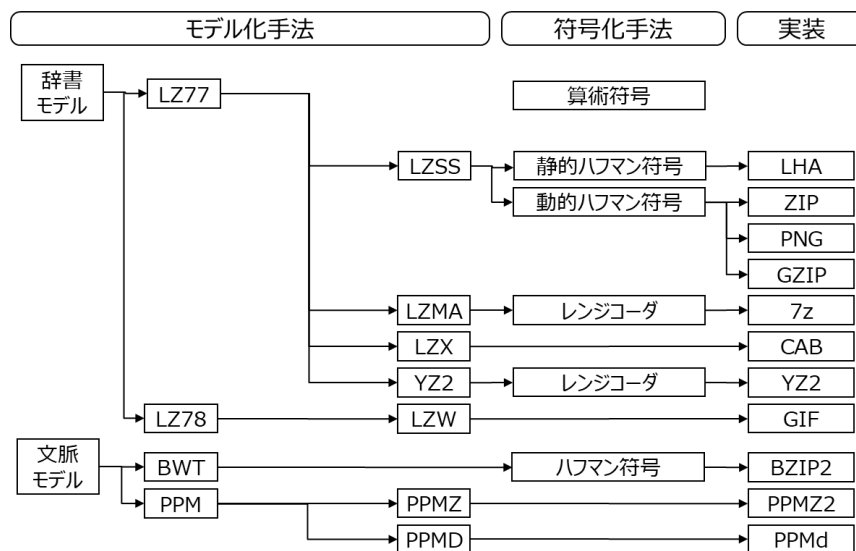 モデル化手法 符号化手法 実装
辞書
モデル
LZ77 算術符号
LZSS 静的ハフマン符号 LHA
動的ハフマン符号 ZIP
PNG
GZIP
LZMA レンジコーダ 7z
LZX CAB
YZ2 レンジコーダ YZ2
LZ78 LZW GIF
文脈
モデル
BWT ハフマン符号 BZIP2
PPM PPMZ PPMZ2
PPMD PPMd